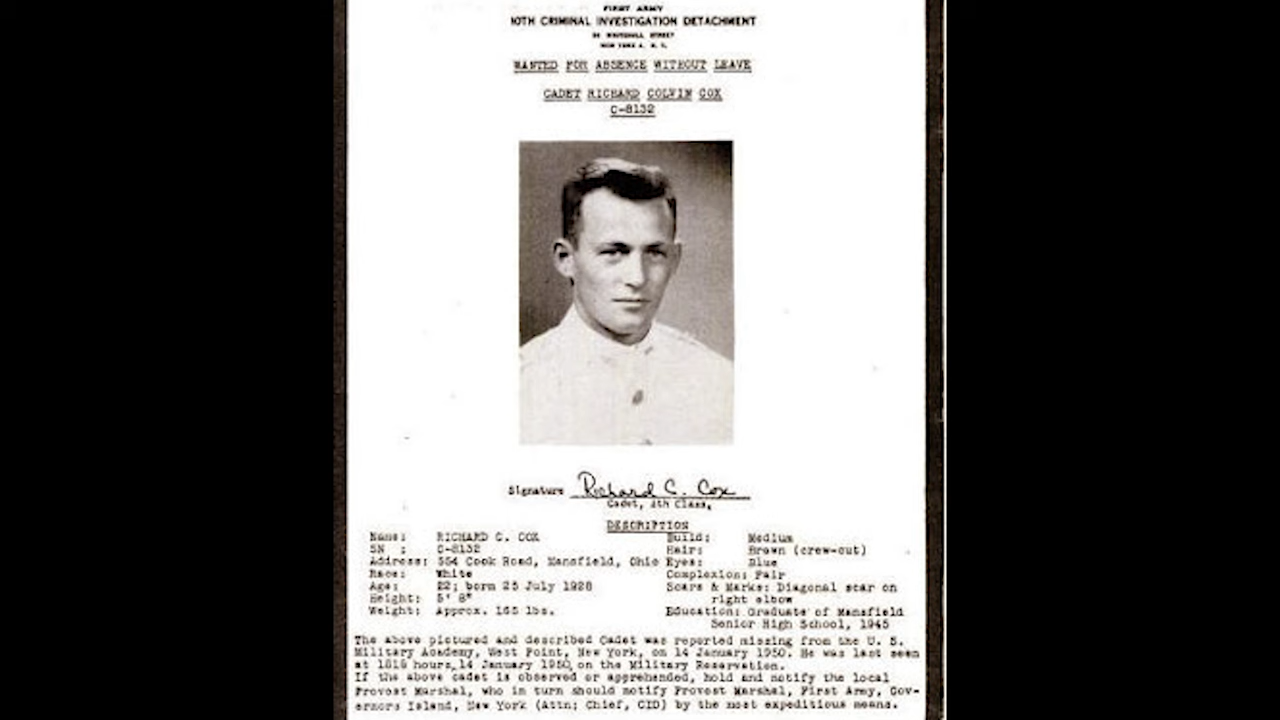 FIRST ARMY
10TH CRIMINAL INVESTIGATION DETACHMENT
WHITEHALL STREET
NEW YORK 4, N. Y.
WANTED FOR ABSENCE WITHOUT LEAVE
CADET RICHARD COLVIN COX
C-8132
Signature Richard C. Cox
Cadet, 4th Class,
DESCRIPTION
Name: RICHARD C. COX
SN : C-8132
Address: 554 Cook Road, Mansfield, Ohio
Race: White
Age: 22; born 25 July 1928
Height: 5' 8"
Weight: Approx. 165 lbs.
Build: Medium
Hair: Brown (crew-cut)
Eyes: Blue
Complexion: Fair
Scars & Marks: Diagonal scar on
right elbow
Education: Graduate of Mansfield
Senior High School, 1945
The above pictured and described Cadet was reported missing from the U. S.
Military Academy, West Point, New York, on 14 January 1950. He was last seen
at 1818 hours, 14 January 1950, on the Military Reservation.
If the above cadet is observed or apprehended, hold and notify the local
Provost Marshal, who in turn should notify Provost Marshal, First Army, Gov-
ernors Island, New York (Attn: Chief, CID) by the most expeditious means.